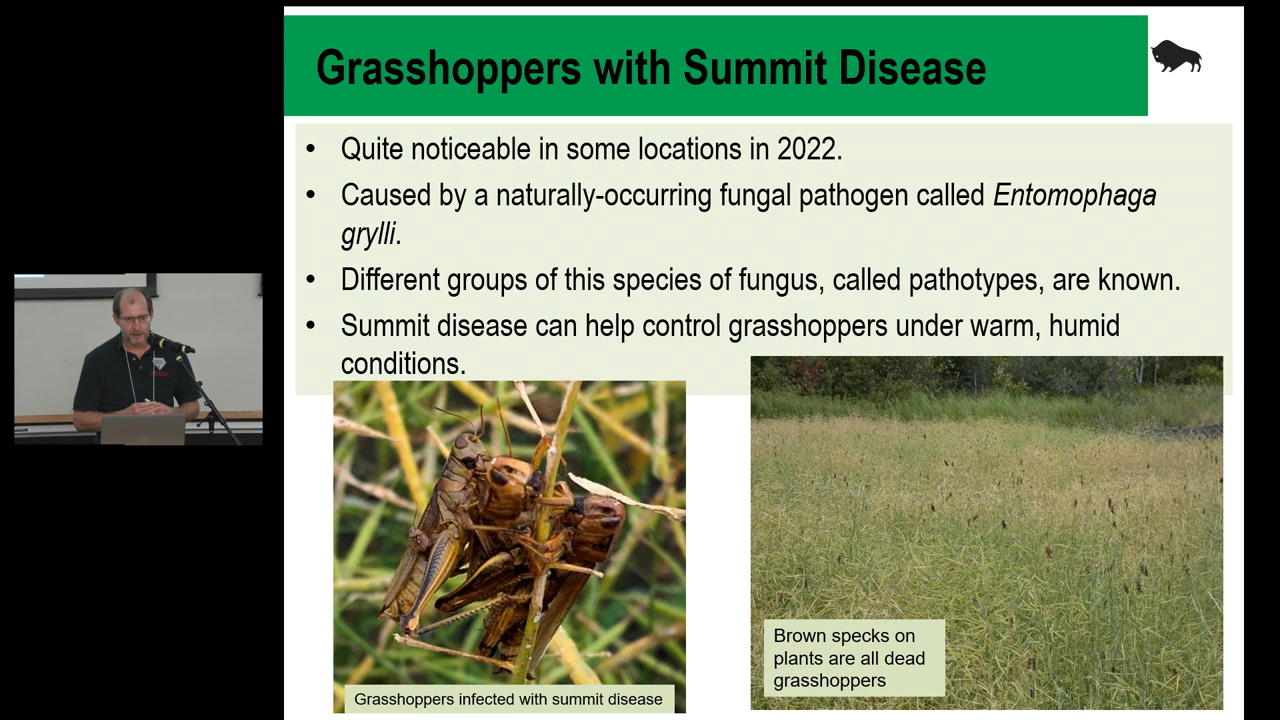 Grasshoppers with Summit Disease
• Quite noticeable in some locations in 2022.
• Caused by a naturally-occurring fungal pathogen called Entomophaga
grylli.
• Different groups of this species of fungus, called pathotypes, are known.
• Summit disease can help control grasshoppers under warm, humid
conditions.
Grasshoppers infected with summit disease
Brown specks on
plants are all dead
grasshoppers